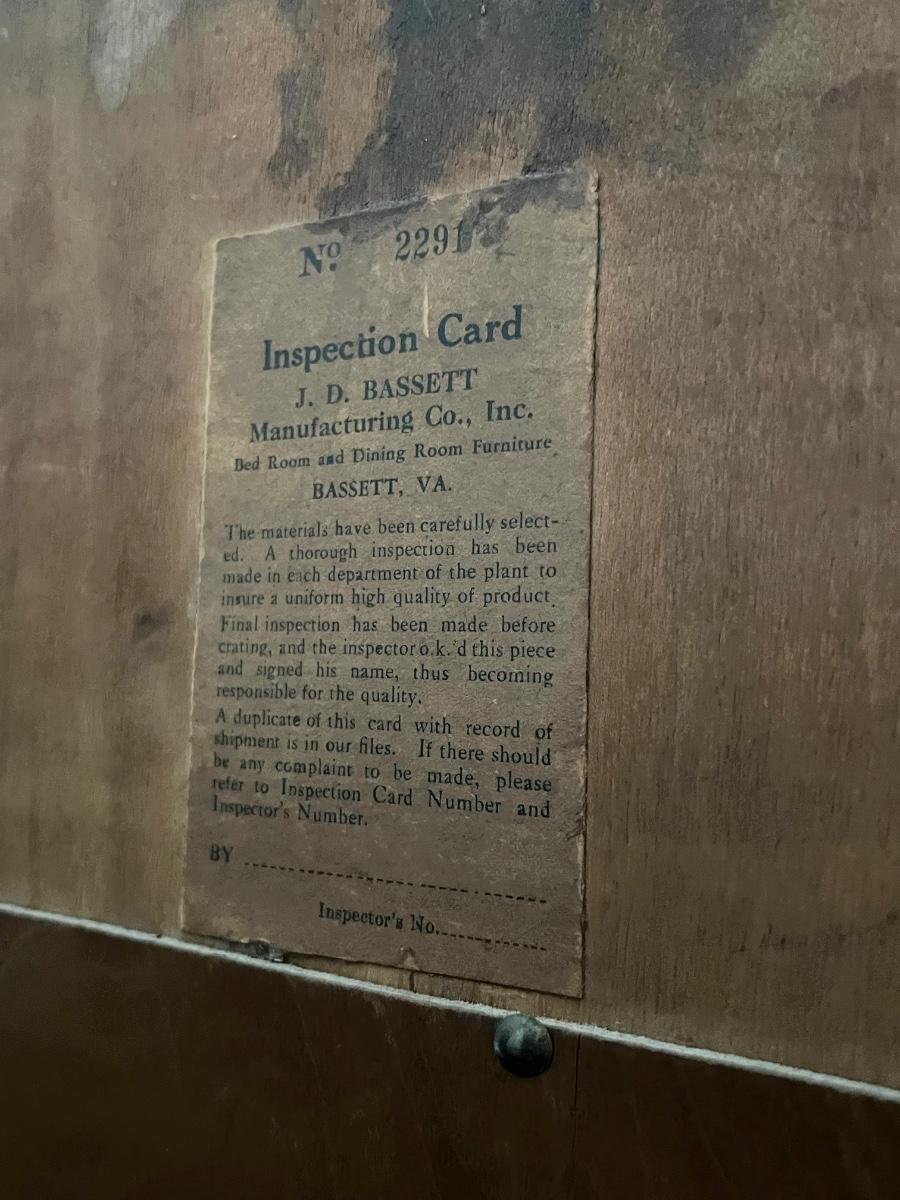 Nº 2291
Inspection Card
J. D. BASSETT
Manufacturing Co., Inc.
Bed Room and Dining Room Furniture
BASSETT, VA.
The materials have been carefully select-
ed. A thorough inspection has been
made in each department of the plant to
insure a uniform high quality of product.
Final inspection has been made before
crating, and the inspector o.k.'d this piece
and signed his name, thus becoming
responsible for the quality.
A duplicate of this card with record of
shipment is in our files. If there should
be any complaint to be made, please
refer to Inspection Card Number and
Inspector's Number.
BY
Inspector's No.